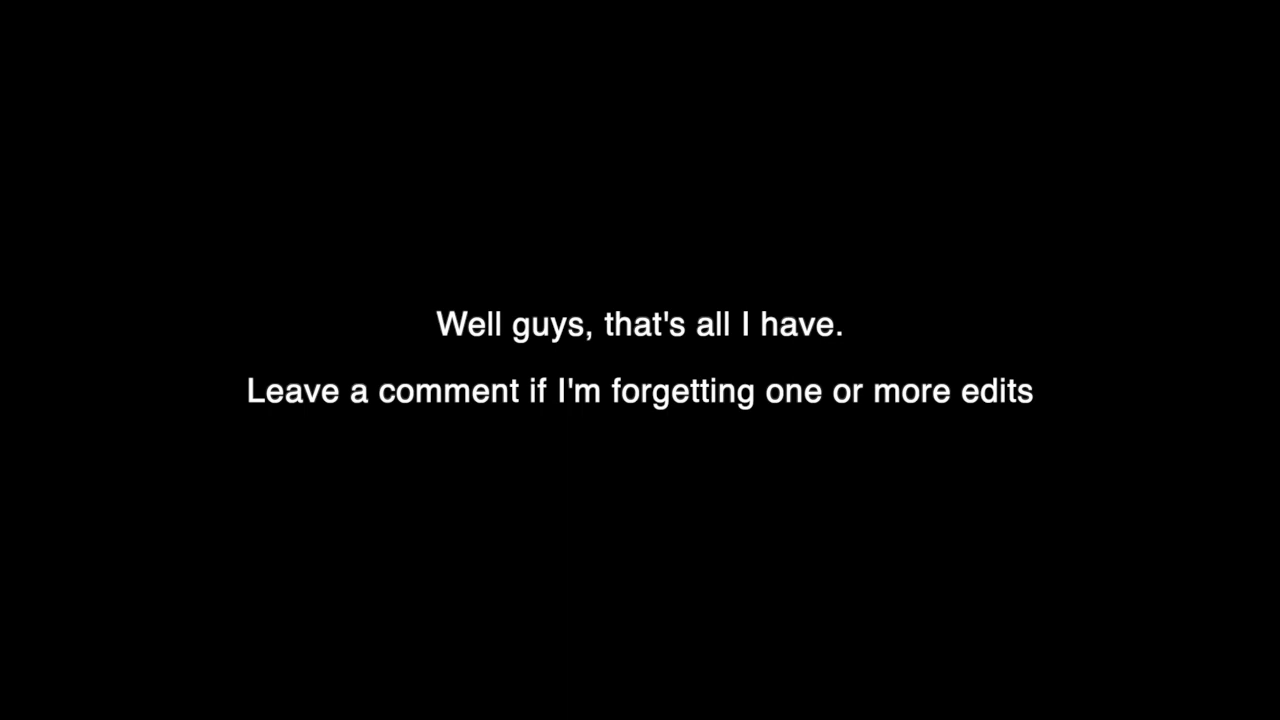 Well guys, that's all I have.
Leave a comment if I'm forgetting one or more edits